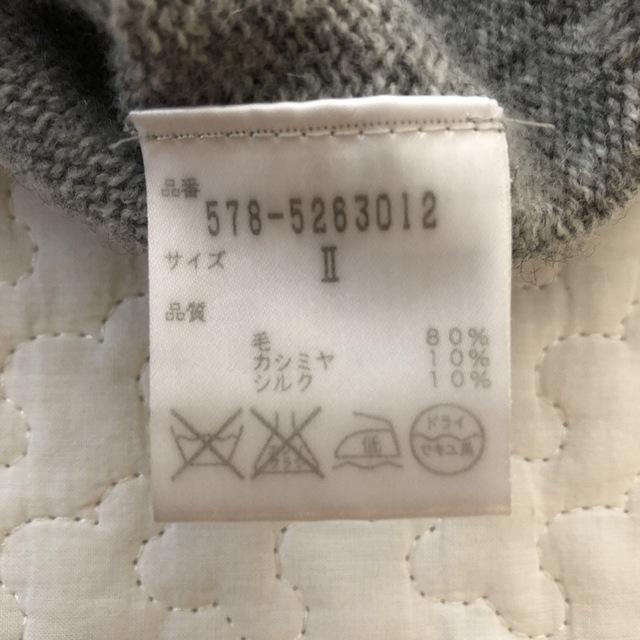 品番 578-5263012
サイズ II
品質
毛 80%
カシミヤ 10%
シルク 10%
低
ドライ
セキユ系